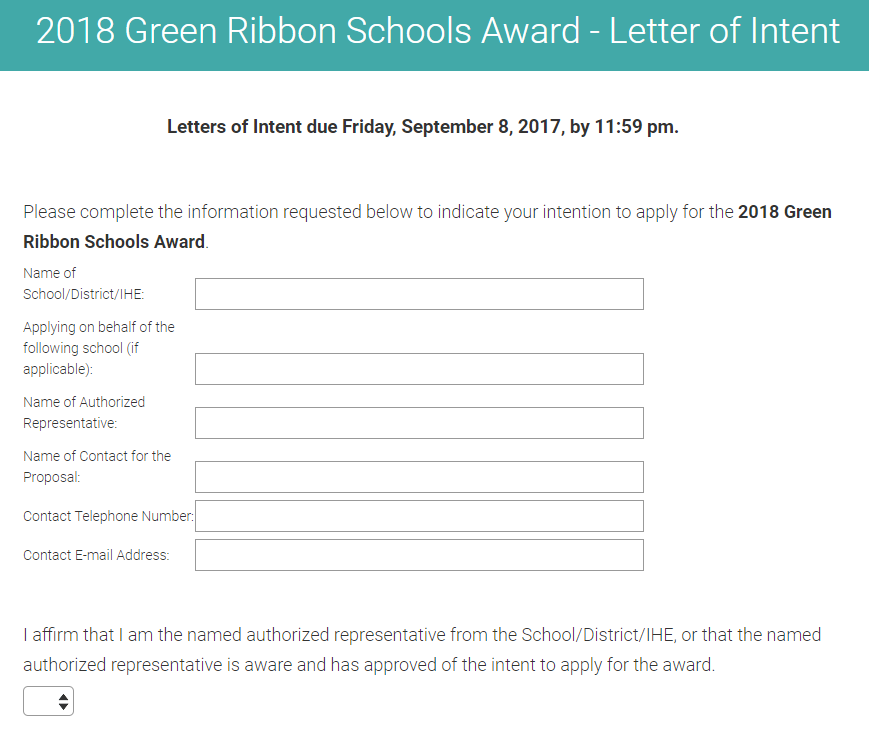 2018 Green Ribbon Schools Award - Letter of Intent
Letters of Intent due Friday, September 8, 2017, by 11:59 pm.
Please complete the information requested below to indicate your intention to apply for the 2018 Green
Ribbon Schools Award.
Name of
School/District/IHE:
Applying on behalf of the
following school (if
applicable):
Name of Authorized
Representative:
Name of Contact for the
Proposal:
Contact Telephone Number:
Contact E-mail Address:
I affirm that I am the named authorized representative from the School/District/IHE, or that the named
authorized representative is aware and has approved of the intent to apply for the award.